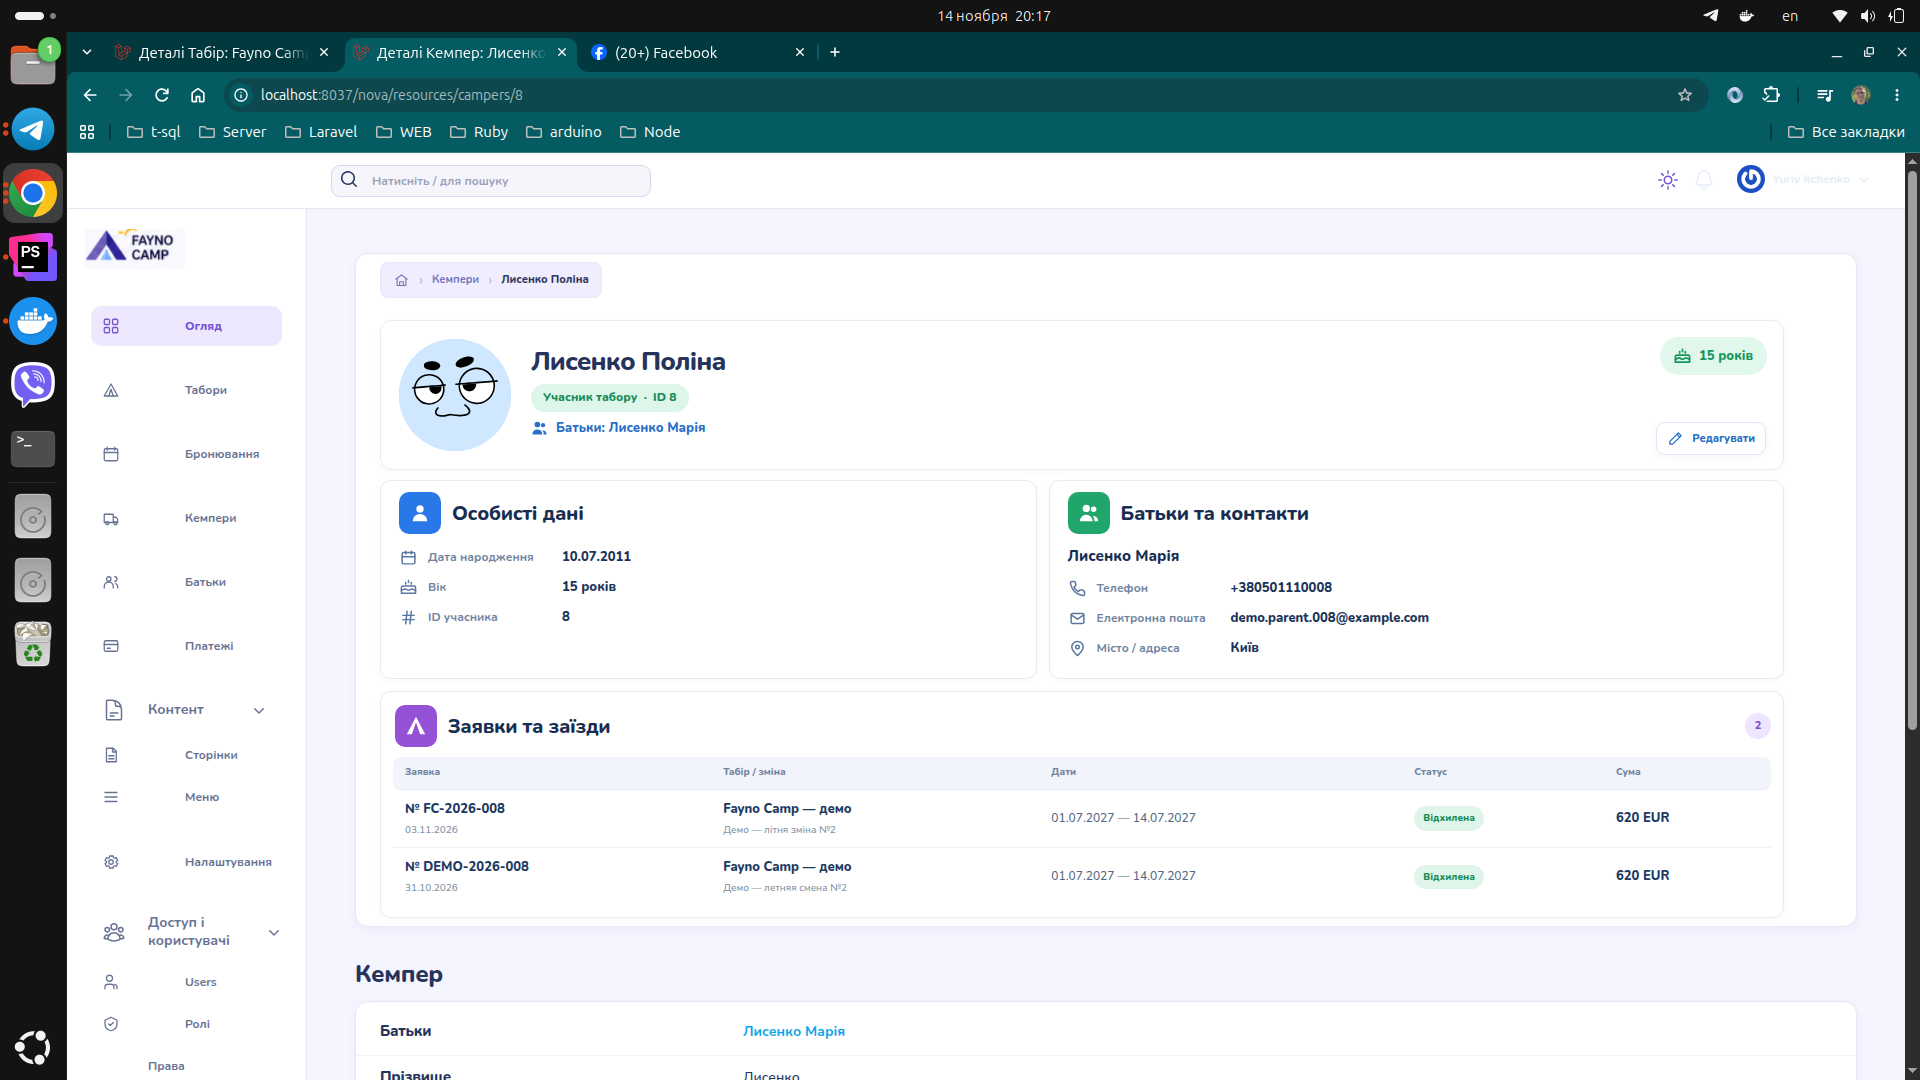 14 ноября 20:17
en
1
Деталі Табір: Fayno Cam
Деталі Кемпер: Лисенко
(20+) Facebook
localhost:8037/nova/resources/campers/8
t-sql
Server
Laravel
WEB
Ruby
arduino
Node
Все закладки
PS
>_
Натисніть / для пошуку
Yuriy Ilchenko
FAYNO
CAMP
Огляд
Табори
Бронювання
Кемпери
Батьки
Платежі
Контент
Сторінки
Меню
Налаштування
Доступ і
користувачі
Users
Ролі
Права
Кемпери
Лисенко Поліна
Лисенко Поліна
Учасник табору · ID 8
Батьки: Лисенко Марія
15 років
Редагувати
Особисті дані
Дата народження 10.07.2011
Вік 15 років
ID учасника 8
Батьки та контакти
Лисенко Марія
Телефон +380501110008
Електронна пошта demo.parent.008@example.com
Місто / адреса Київ
Заявки та заїзди
2
Заявка Табір / зміна Дати Статус Сума
№ FC-2026-008 Fayno Camp — демо 01.07.2027 — 14.07.2027 Відхилена 620 EUR
03.11.2026 Демо — літня зміна №2
№ DEMO-2026-008 Fayno Camp — демо 01.07.2027 — 14.07.2027 Відхилена 620 EUR
31.10.2026 Демо — летняя смена №2
Кемпер
Батьки Лисенко Марія
Прізвище Лисенко